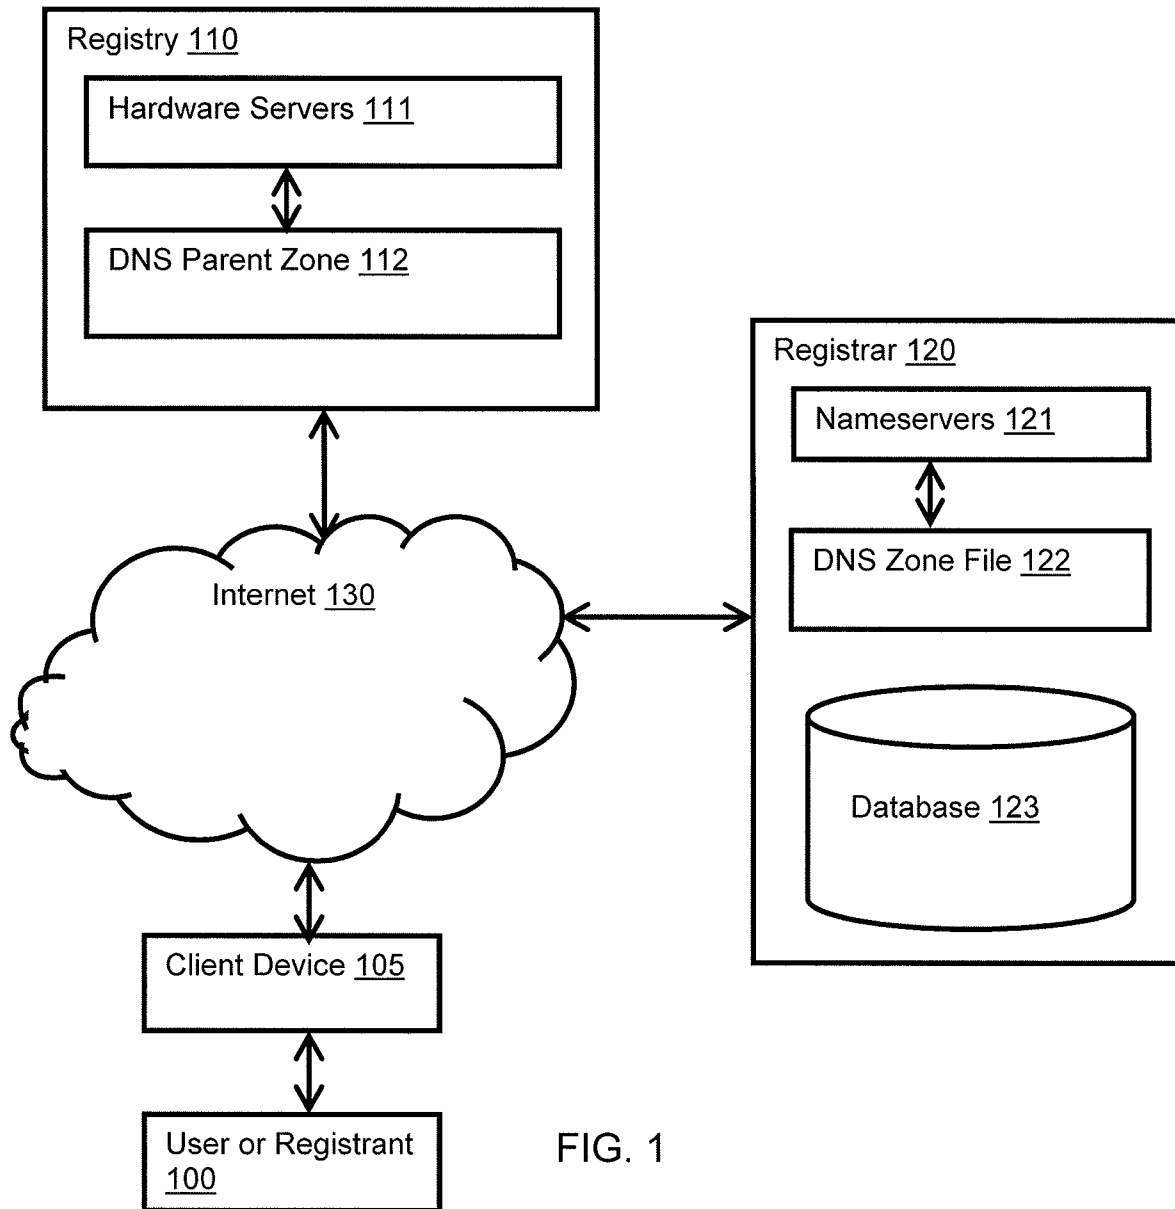 Registry 110
Hardware Servers 111
DNS Parent Zone 112
Registrar 120
Nameservers 121
DNS Zone File 122
Internet 130
Database 123
Client Device 105
User or Registrant
100
FIG. 1